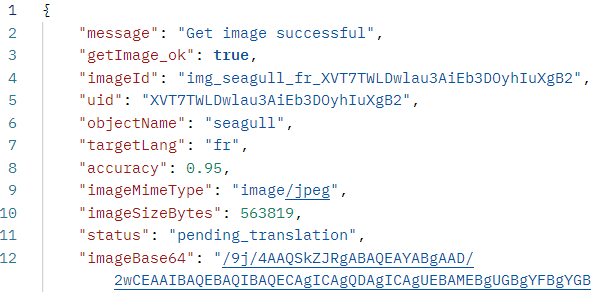 1 {
2 "message": "Get image successful",
3 "getImage_ok": true,
4 "imageId": "img_seagull_fr_XVT7TWLDwlau3AiEb3DOyhIuXgB2",
5 "uid": "XVT7TWLDwlau3AiEb3DOyhIuXgB2",
6 "objectName": "seagull",
7 "targetLang": "fr",
8 "accuracy": 0.95,
9 "imageMimeType": "image/jpeg",
10 "imageSizeBytes": 563819,
11 "status": "pending_translation",
12 "imageBase64": "/9j/4AAQSkZJRgABAQEAYABgAAD/
2wCEAAIBAQEBAQIBAQECAgICAgQDAgICAgUEBAMEBgUGBgYFBgYGB